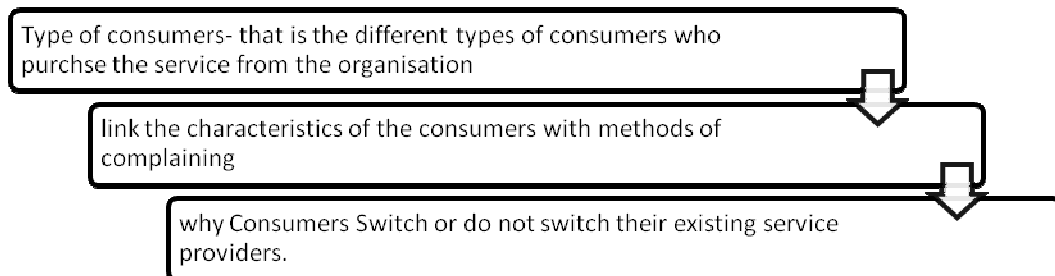 Type of consumers- that is the different types of consumers who
purchse the service from the organisation
link the characteristics of the consumers with methods of
complaining
why Consumers Switch or do not switch their existing service
providers.